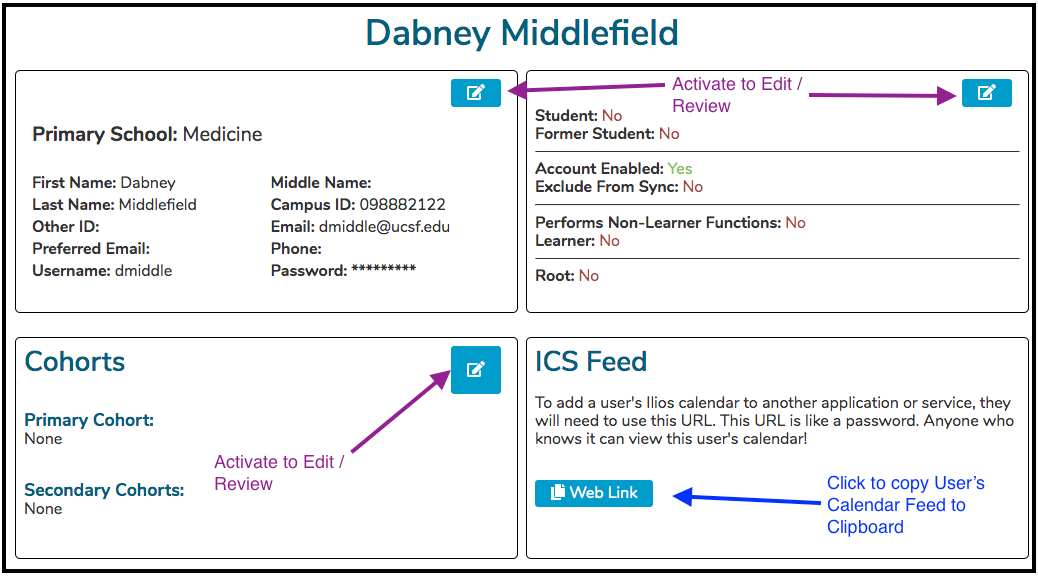 Dabney Middlefield
Activate to Edit /
Review
Primary School: Medicine
First Name: Dabney
Middle Name:
Last Name: Middlefield
Campus ID: 098882122
Other ID:
Email: dmiddle@ucsf.edu
Preferred Email:
Phone:
Username: dmiddle
Password: *********
Student: No
Former Student: No
Account Enabled: Yes
Exclude From Sync: No
Performs Non-Learner Functions: No
Learner: No
Root: No
Cohorts
Primary Cohort:
None
Activate to Edit /
Review
Secondary Cohorts:
None
ICS Feed
To add a user's Ilios calendar to another application or service, they
will need to use this URL. This URL is like a password. Anyone who
knows it can view this user's calendar!
Web Link
Click to copy User’s
Calendar Feed to
Clipboard